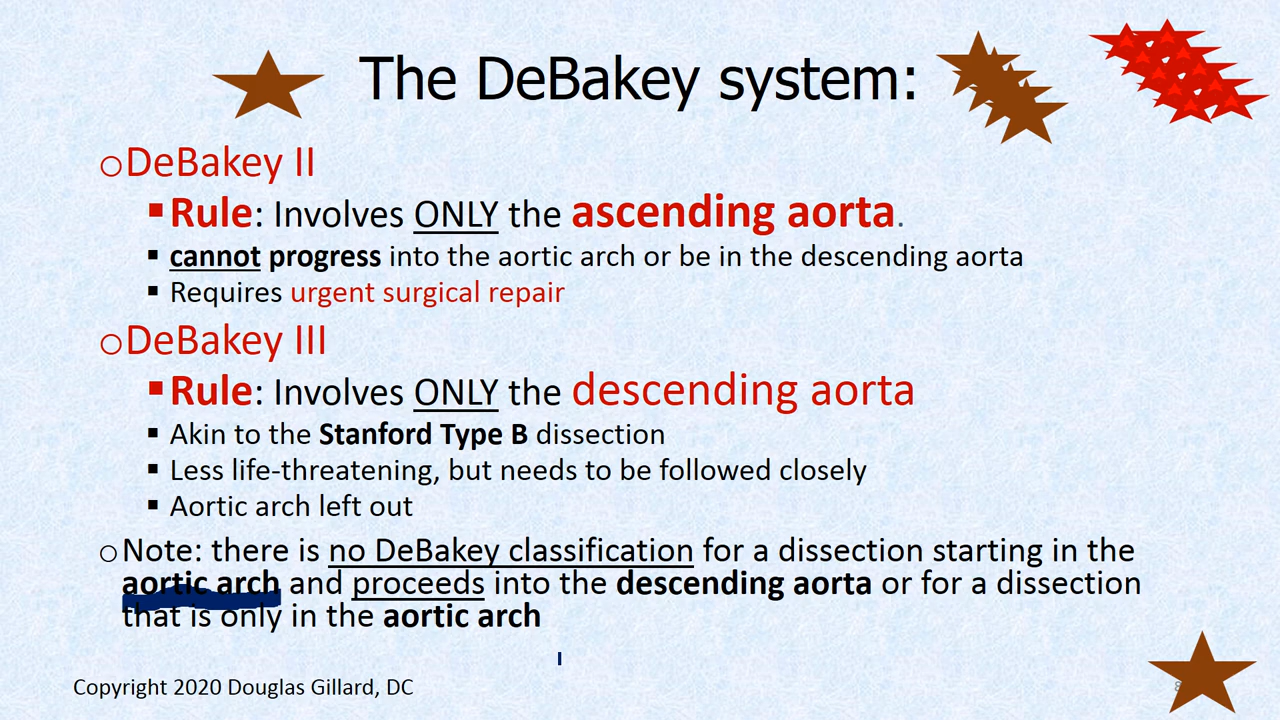 The DeBakey system:
oDeBakey II
▪Rule: Involves ONLY the ascending aorta.
▪ cannot progress into the aortic arch or be in the descending aorta
▪ Requires urgent surgical repair
oDeBakey III
▪Rule: Involves ONLY the descending aorta
▪ Akin to the Stanford Type B dissection
▪ Less life-threatening, but needs to be followed closely
▪ Aortic arch left out
oNote: there is no DeBakey classification for a dissection starting in the
aortic arch and proceeds into the descending aorta or for a dissection
that is only in the aortic arch
Copyright 2020 Douglas Gillard, DC